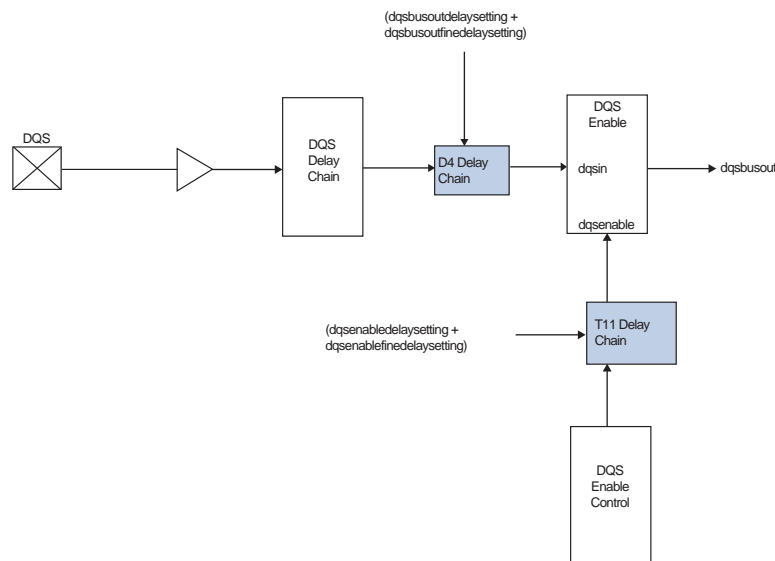 (dqsbusoutdelaysetting +
dqsbusoutfinedelaysetting)
DQS
DQS
Delay
Chain
D4 Delay
Chain
DQS
Enable
dqsin
dqsenable
dqsbusout
(dqsenabledelaysetting +
dqsenablefinedelaysetting)
T11 Delay
Chain
DQS
Enable
Control